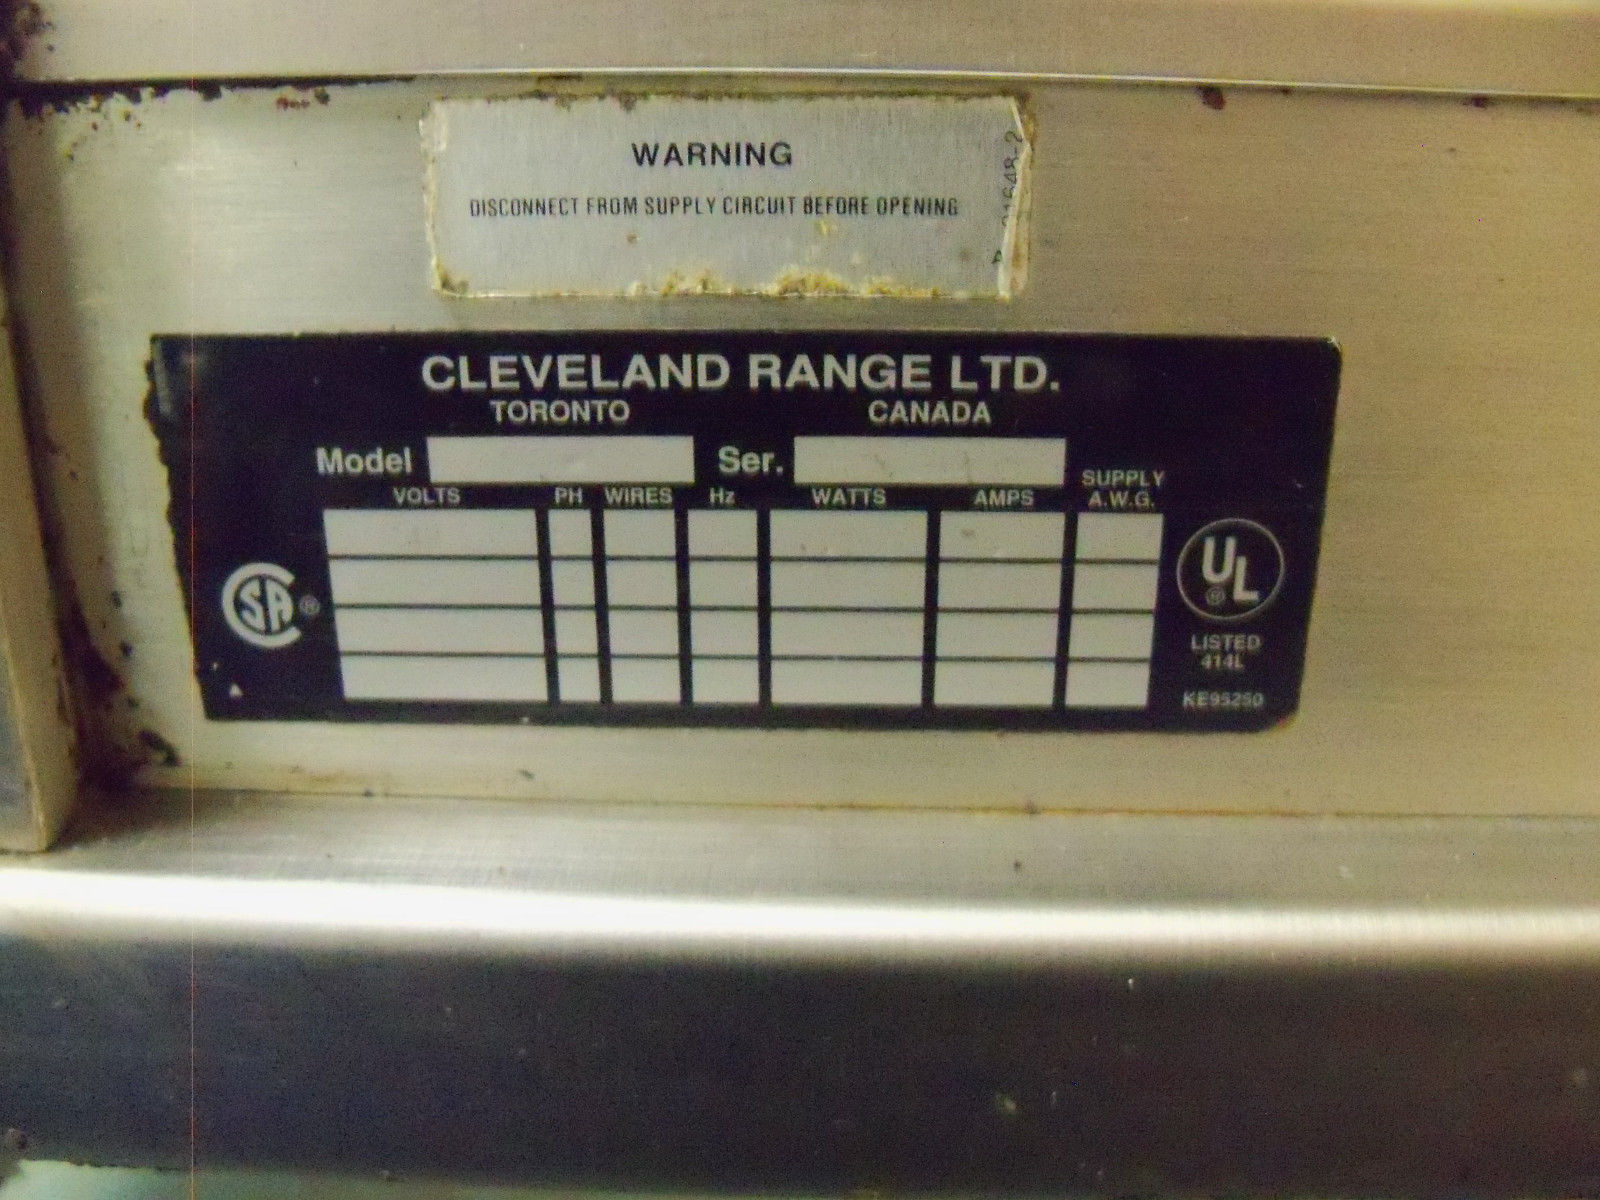 WARNING
DISCONNECT FROM SUPPLY CIRCUIT BEFORE OPENING
CLEVELAND RANGE LTD.
TORONTO CANADA
Model Ser.
VOLTS PH WIRES Hz WATTS AMPS SUPPLY A.W.G.
CSA ®
UL ®
LISTED
414L
KE95250